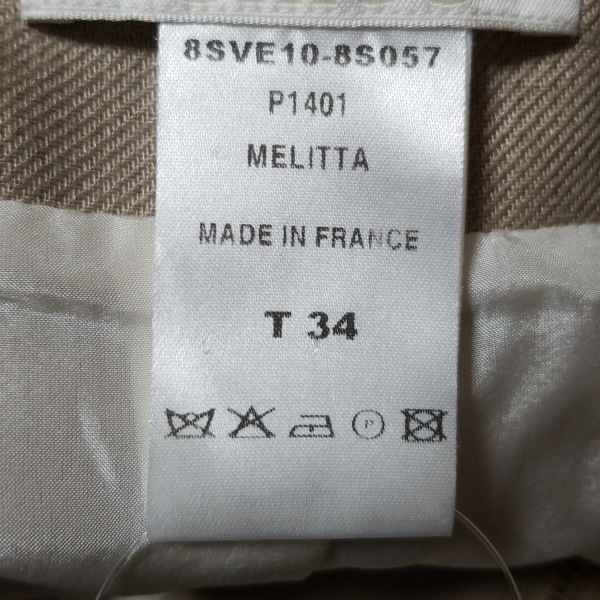 8SVE10-8S057
P1401
MELITTA
MADE IN FRANCE
T 34
P